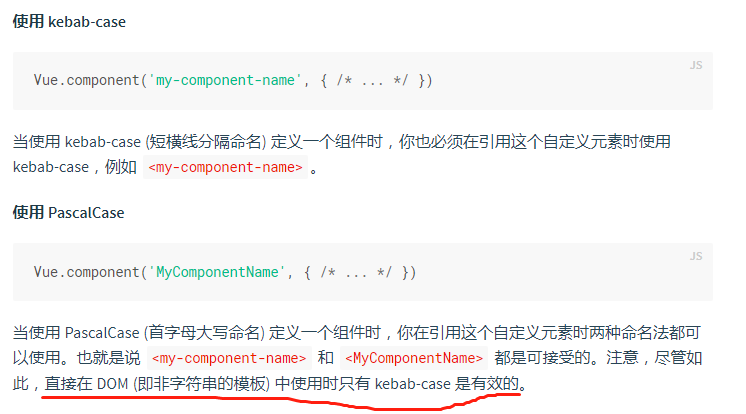 使用 kebab-case
JS
Vue.component('my-component-name', { /* ... */ })
当使用 kebab-case (短横线分隔命名) 定义一个组件时，你也必须在引用这个自定义元素时使用
kebab-case，例如 <my-component-name> 。
使用 PascalCase
JS
Vue.component('MyComponentName', { /* ... */ })
当使用 PascalCase (首字母大写命名) 定义一个组件时，你在引用这个自定义元素时两种命名法都可
以使用。也就是说 <my-component-name> 和 <MyComponentName> 都是可接受的。注意，尽管如
此，直接在 DOM (即非字符串的模板) 中使用时只有 kebab-case 是有效的。